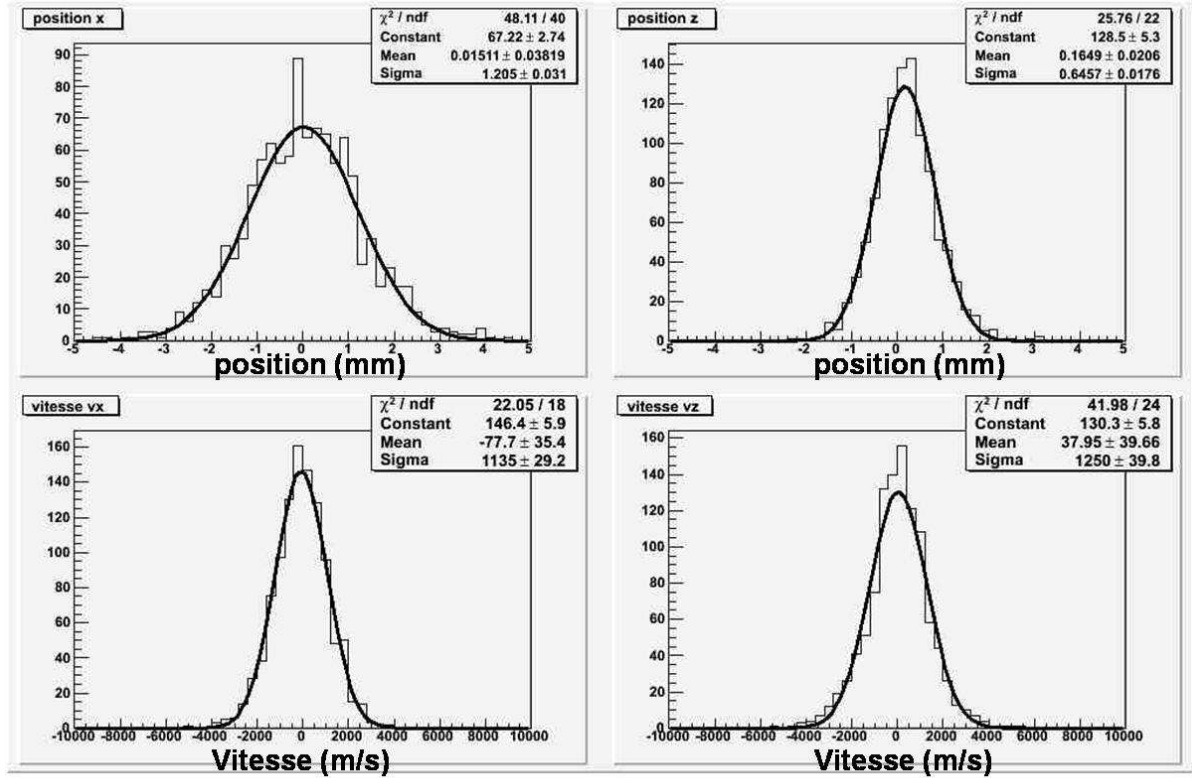 position x
χ² / ndf 48.11 / 40
Constant 67.22 ± 2.74
Mean 0.01511 ± 0.03819
Sigma 1.205 ± 0.031
90
80
70
60
50
40
30
20
10
0
-5 -4 -3 -2 -1 0 1 2 3 4 5
position (mm)
position z
χ² / ndf 25.76 / 22
Constant 128.5 ± 5.3
Mean 0.1649 ± 0.0206
Sigma 0.6457 ± 0.0176
140
120
100
80
60
40
20
0
-5 -4 -3 -2 -1 0 1 2 3 4 5
position (mm)
vitesse vx
χ² / ndf 22.05 / 18
Constant 146.4 ± 5.9
Mean -77.7 ± 35.4
Sigma 1135 ± 29.2
160
140
120
100
80
60
40
20
0
-10000 -8000 -6000 -4000 -2000 0 2000 4000 6000 8000 10000
Vitesse (m/s)
vitesse vz
χ² / ndf 41.98 / 24
Constant 130.3 ± 5.8
Mean 37.95 ± 39.66
Sigma 1250 ± 39.8
160
140
120
100
80
60
40
20
0
-10000 -8000 -6000 -4000 -2000 0 2000 4000 6000 8000 10000
Vitesse (m/s)